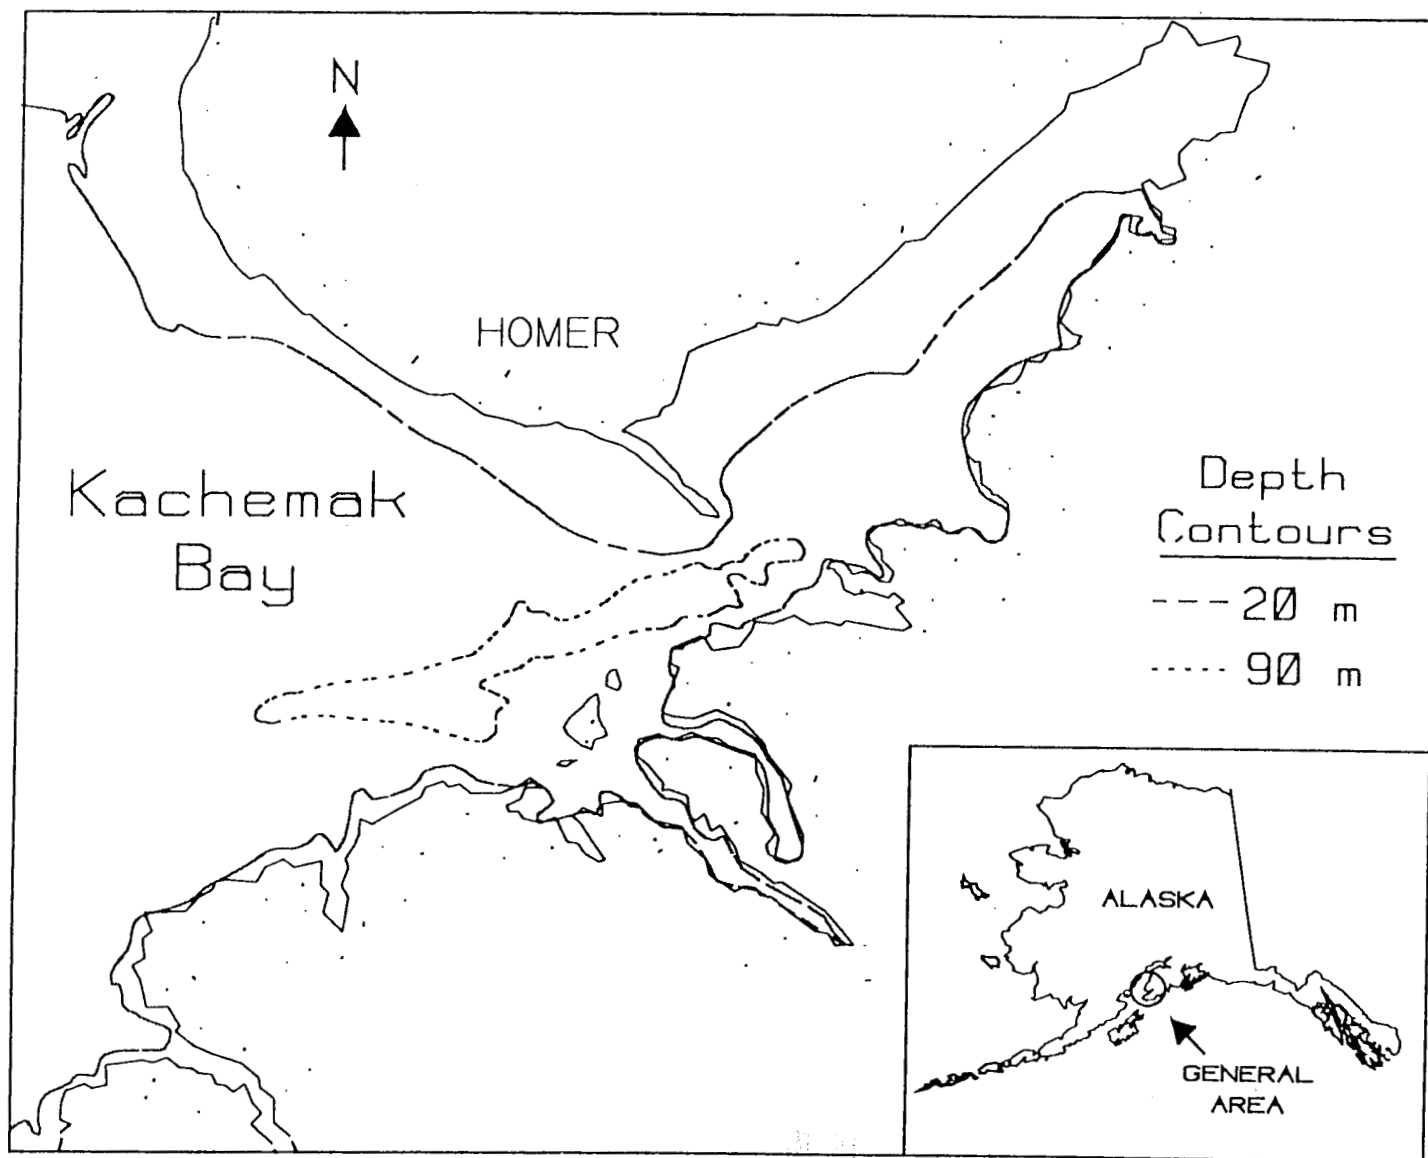 N
HOMER
Kachemak
Bay
Depth
Contours
20 m
90 m
ALASKA
GENERAL
AREA